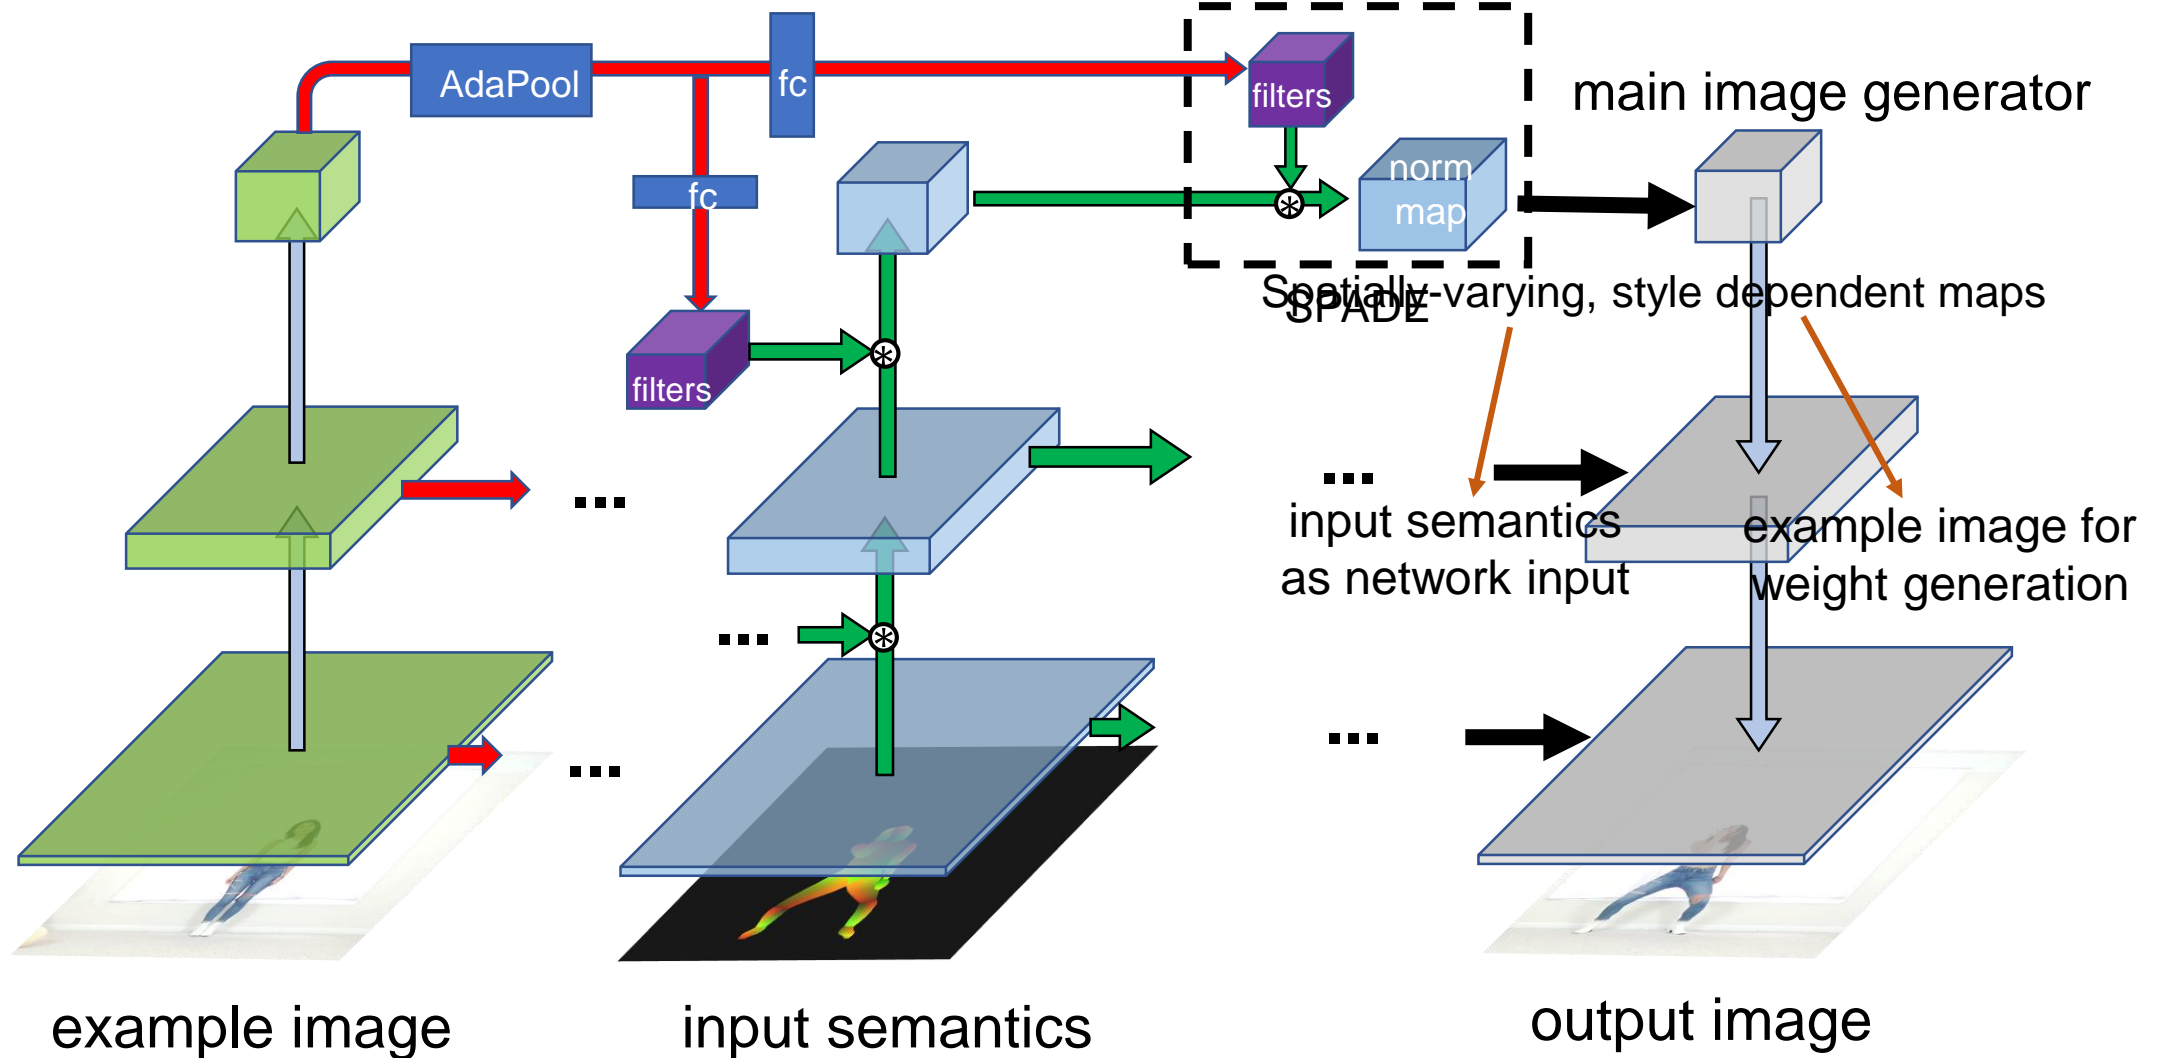 AdaPool
fc
filters
main image generator
fc
norm
map
Spatially-varying, style dependent maps
SPADE
filters
...
...
input semantics
as network input
example image for
weight generation
...
...
...
example image
input semantics
output image